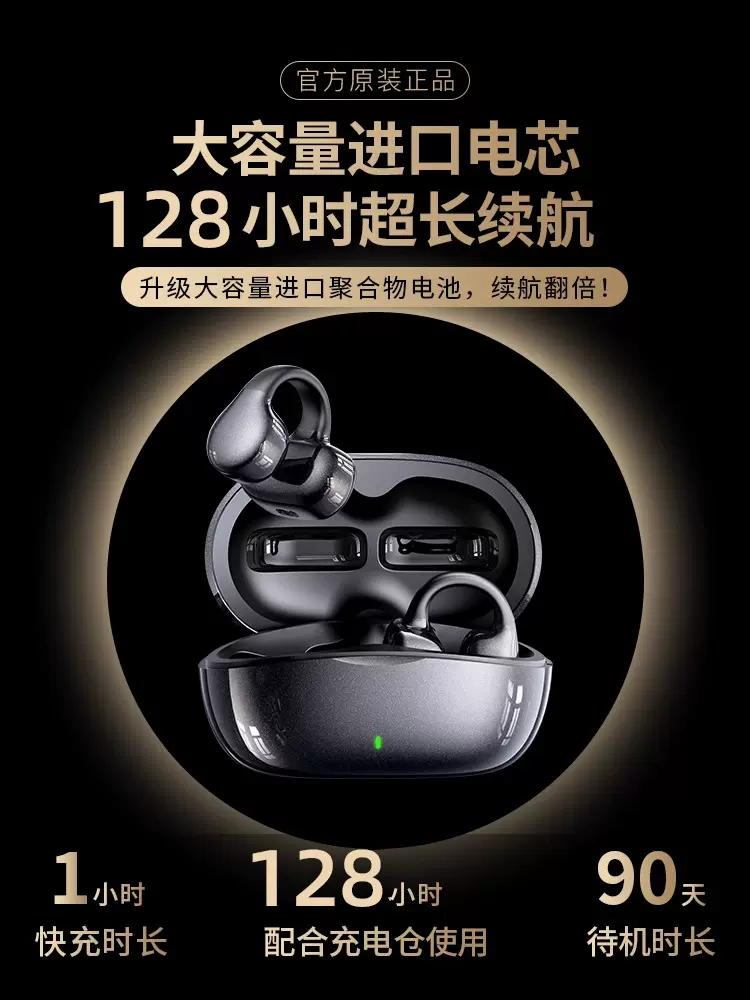 官方原装正品
大容量进口电芯
128小时超长续航
升级大容量进口聚合物电池，续航翻倍！
1小时 128小时 90天
快充时长 配合充电仓使用 待机时长